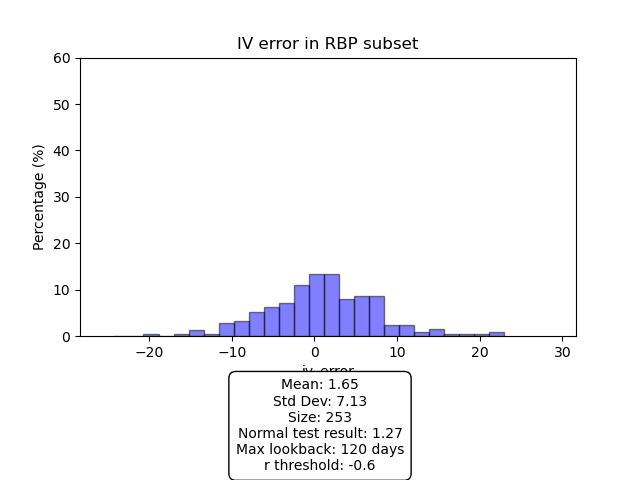 IV error in RBP subset
60
50
40
30
20
10
0
Percentage (%)
−20
−10
0
10
20
30
iv_error
Mean: 1.65
Std Dev: 7.13
Size: 253
Normal test result: 1.27
Max lookback: 120 days
r threshold: -0.6